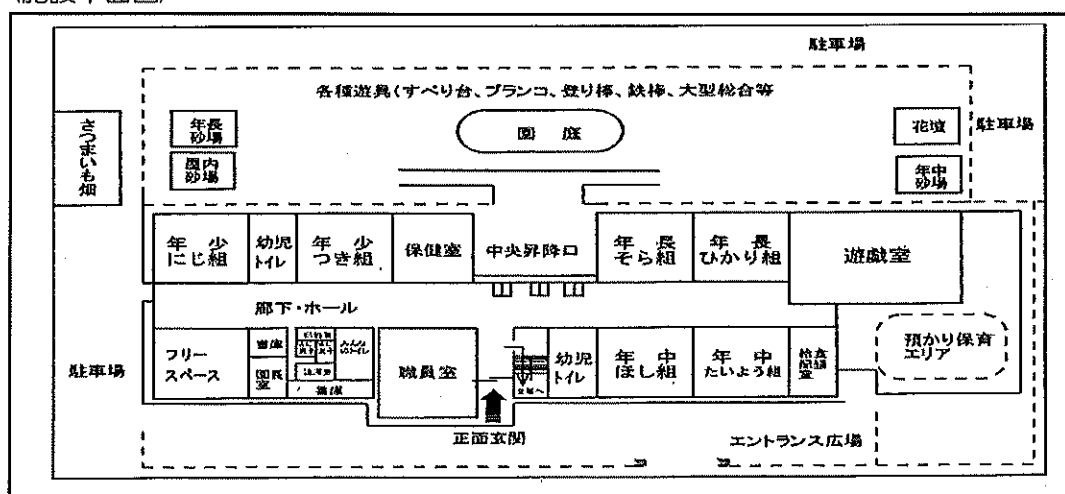 駐車場
各種遊具(すべり台、ブランコ、登り棒、鉄棒、大型総合等
さつまいも畑
年長
砂場
園庭
花壇
駐車場
屋内
砂場
年中
砂場
年少
にじ組
幼児
トイレ
年少
つき組
保健室
中央昇降口
年長
そら組
年長
ひかり組
遊戯室
廊下・ホール
駐車場
フリー
スペース
園長
室
職員室
幼児
トイレ
年中
ほし組
年中
たいよう組
預かり保育
エリア
正面玄関
エントランス広場